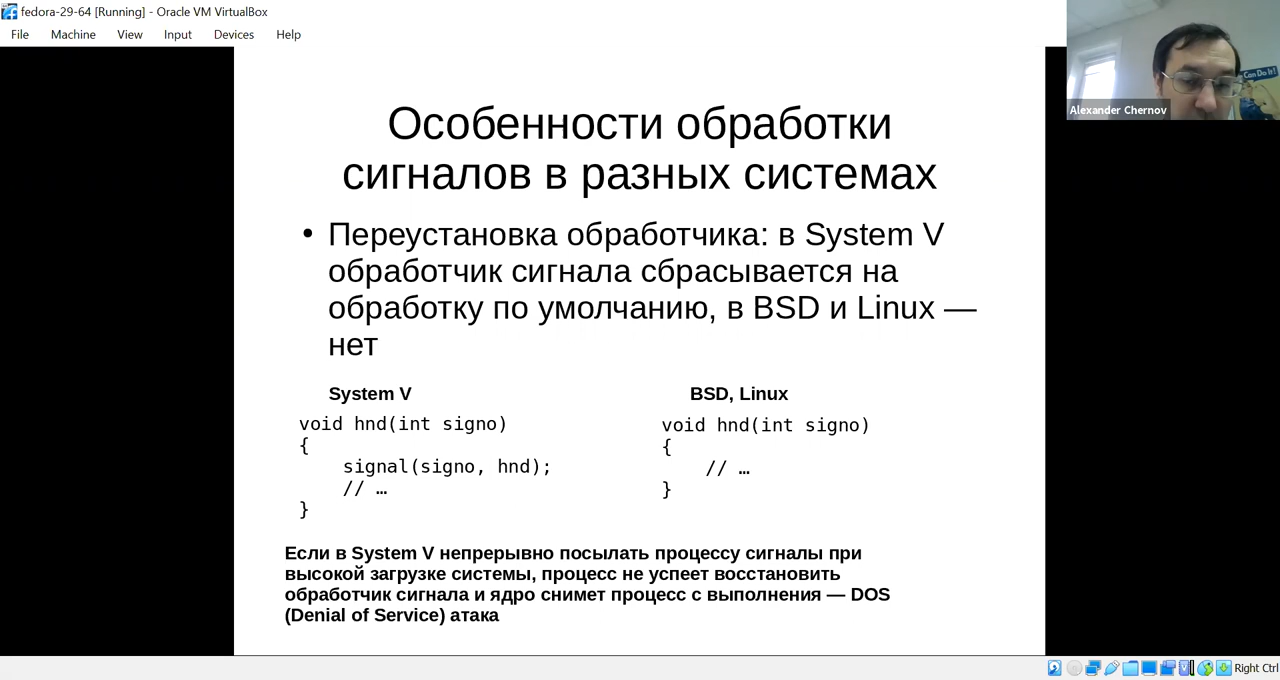 fedora-29-64 [Running] - Oracle VM VirtualBox
File Machine View Input Devices Help
Can Do It!
Alexander Chernov
Особенности обработки
сигналов в разных системах
• Переустановка обработчика: в System V
обработчик сигнала сбрасывается на
обработку по умолчанию, в BSD и Linux —
нет
System V
void hnd(int signo)
{
signal(signo, hnd);
// …
}
BSD, Linux
void hnd(int signo)
{
// …
}
Если в System V непрерывно посылать процессу сигналы при
высокой загрузке системы, процесс не успеет восстановить
обработчик сигнала и ядро снимет процесс с выполнения — DOS
(Denial of Service) атака
Right Ctrl